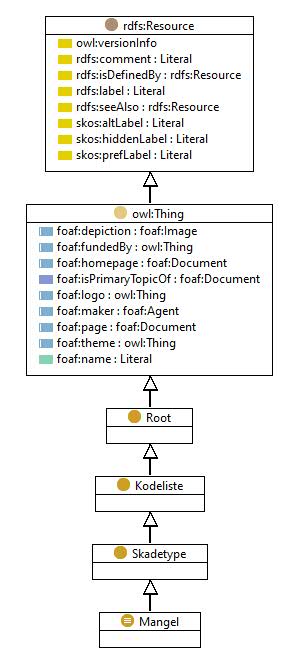 rdfs:Resource
owl:versionInfo
rdfs:comment : Literal
rdfs:isDefinedBy : rdfs:Resource
rdfs:label : Literal
rdfs:seeAlso : rdfs:Resource
skos:altLabel : Literal
skos:hiddenLabel : Literal
skos:prefLabel : Literal
owl:Thing
foaf:depiction : foaf:Image
foaf:fundedBy : owl:Thing
foaf:homepage : foaf:Document
foaf:isPrimaryTopicOf : foaf:Document
foaf:logo : owl:Thing
foaf:maker : foaf:Agent
foaf:page : foaf:Document
foaf:theme : owl:Thing
foaf:name : Literal
Root
Kodeliste
Skadetype
Mangel